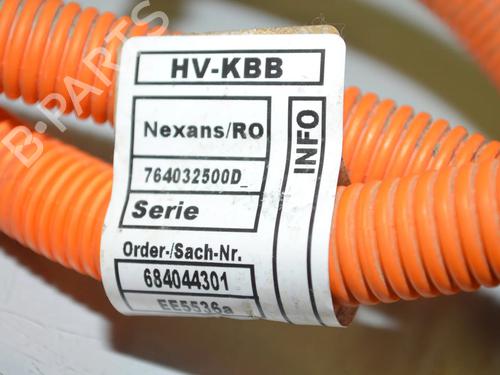 HV-KBB
Nexans/RO
764032500D_
Serie
INFO
Order-/Sach-Nr.
684044301
EE5536a
B-PARTS